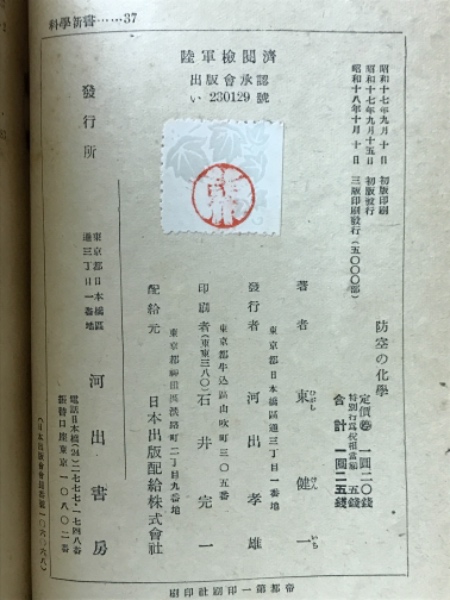 科學新書……37
陸軍檢閲濟
出版會承認
い 230129 號
昭和十七年九月十日 初版印刷
昭和十七年九月十五日 初版發行
昭和十八年十月十日 三版印刷發行(五〇〇〇部)
防空の化學
定價 一圓二〇錢
特別行爲税相當額 五錢
合計 一圓二五錢
著者 東健一
ひがし けん いち
東京都日本橋區通三丁目一番地
發行者 河出孝雄
東京都牛込區山吹町三〇五番
印刷者(東東三八〇) 石井完一
東京都神田區淡路町二丁目九番地
配給元 日本出版配給株式會社
發行所
東京都日本橋區
通三丁目一番地
河出書房
電話日本橋(24)二七七七・一七四八番
振替口座東京一〇八〇二番
帝都第一印刷社印刷